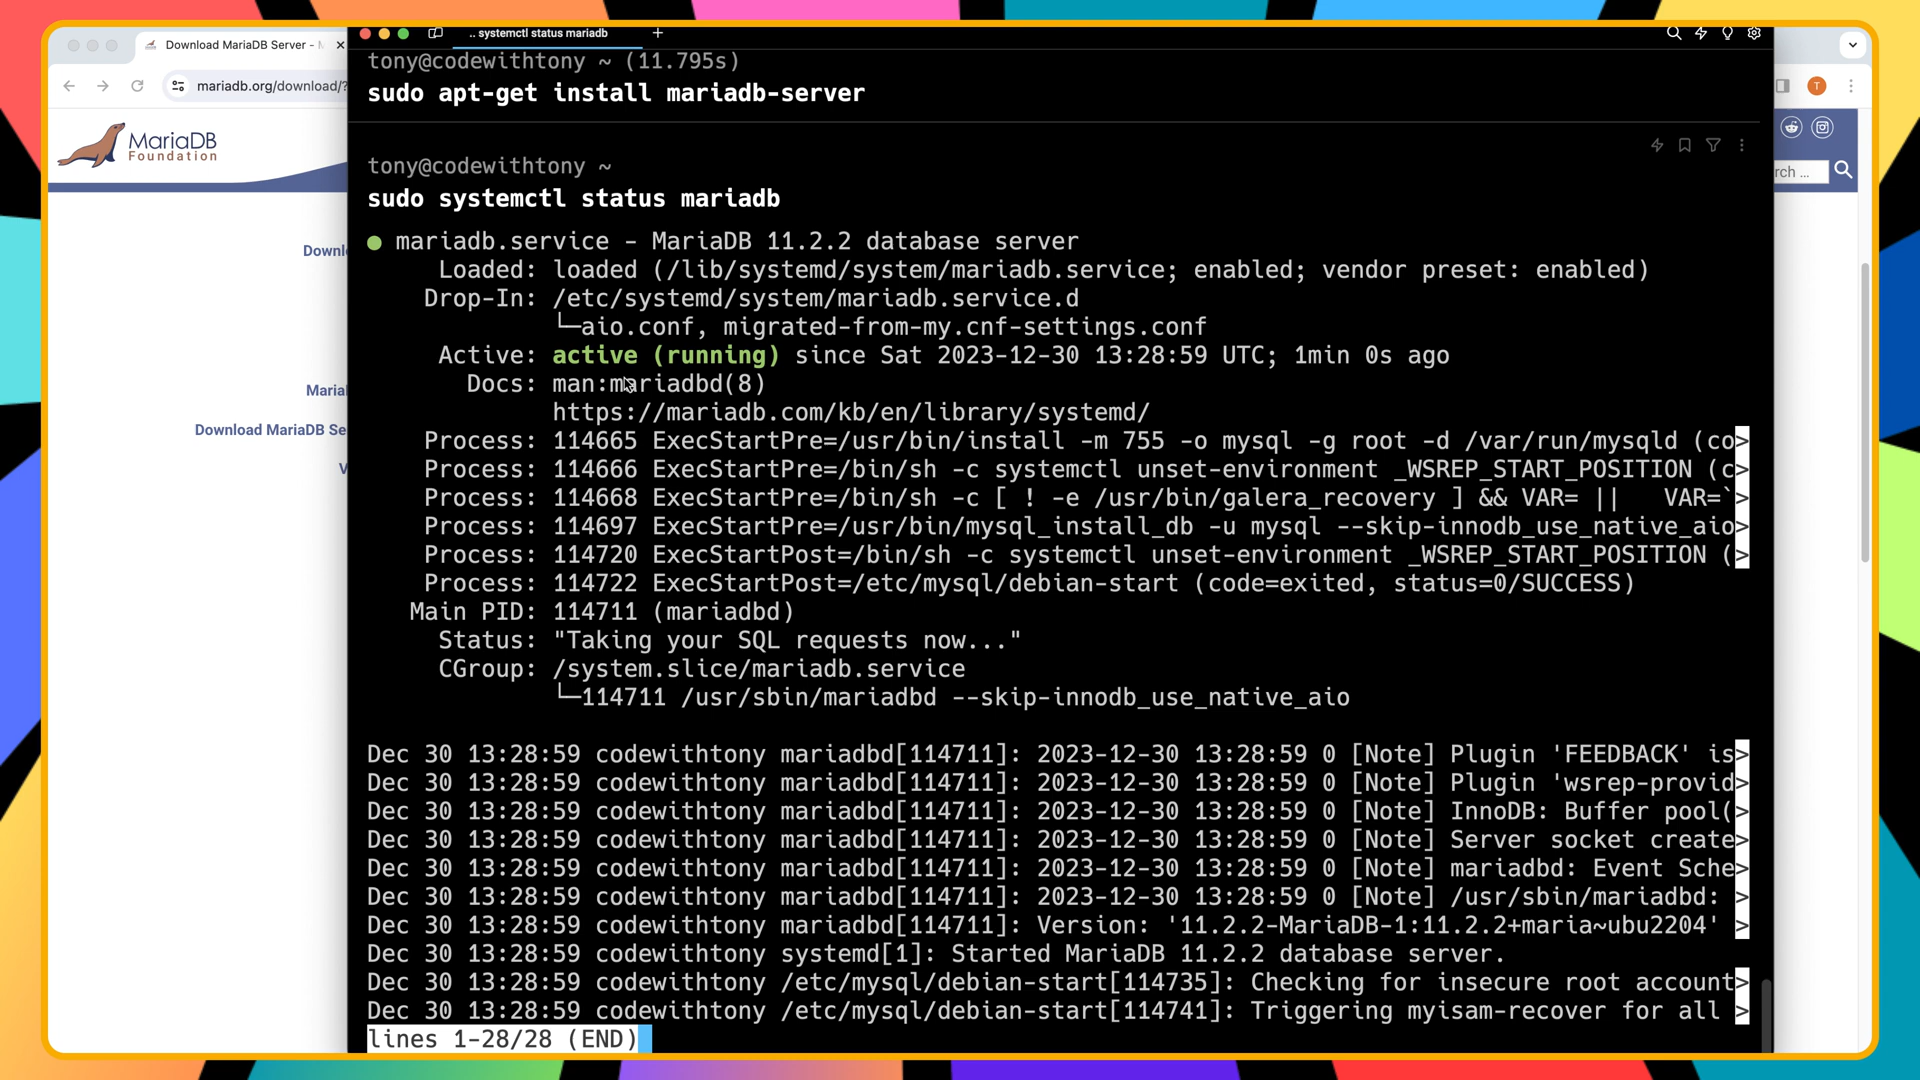 Download MariaDB Server - M
.. systemctl status mariadb
mariadb.org/download/?
T
MariaDB
Foundation
rch ...
Downl
Maria
Download MariaDB Se
V
tony@codewithtony ~ (11.795s)
sudo apt-get install mariadb-server
tony@codewithtony ~
sudo systemctl status mariadb
● mariadb.service - MariaDB 11.2.2 database server
Loaded: loaded (/lib/systemd/system/mariadb.service; enabled; vendor preset: enabled)
Drop-In: /etc/systemd/system/mariadb.service.d
└─aio.conf, migrated-from-my.cnf-settings.conf
Active: active (running) since Sat 2023-12-30 13:28:59 UTC; 1min 0s ago
Docs: man:mariadbd(8)
https://mariadb.com/kb/en/library/systemd/
Process: 114665 ExecStartPre=/usr/bin/install -m 755 -o mysql -g root -d /var/run/mysqld (co>
Process: 114666 ExecStartPre=/bin/sh -c systemctl unset-environment _WSREP_START_POSITION (c>
Process: 114668 ExecStartPre=/bin/sh -c [ ! -e /usr/bin/galera_recovery ] && VAR= ||   VAR=`>
Process: 114697 ExecStartPre=/usr/bin/mysql_install_db -u mysql --skip-innodb_use_native_aio>
Process: 114720 ExecStartPost=/bin/sh -c systemctl unset-environment _WSREP_START_POSITION (>
Process: 114722 ExecStartPost=/etc/mysql/debian-start (code=exited, status=0/SUCCESS)
Main PID: 114711 (mariadbd)
Status: "Taking your SQL requests now..."
CGroup: /system.slice/mariadb.service
└─114711 /usr/sbin/mariadbd --skip-innodb_use_native_aio
Dec 30 13:28:59 codewithtony mariadbd[114711]: 2023-12-30 13:28:59 0 [Note] Plugin 'FEEDBACK' is>
Dec 30 13:28:59 codewithtony mariadbd[114711]: 2023-12-30 13:28:59 0 [Note] Plugin 'wsrep-provid>
Dec 30 13:28:59 codewithtony mariadbd[114711]: 2023-12-30 13:28:59 0 [Note] InnoDB: Buffer pool(>
Dec 30 13:28:59 codewithtony mariadbd[114711]: 2023-12-30 13:28:59 0 [Note] Server socket create>
Dec 30 13:28:59 codewithtony mariadbd[114711]: 2023-12-30 13:28:59 0 [Note] mariadbd: Event Sche>
Dec 30 13:28:59 codewithtony mariadbd[114711]: 2023-12-30 13:28:59 0 [Note] /usr/sbin/mariadbd: >
Dec 30 13:28:59 codewithtony mariadbd[114711]: Version: '11.2.2-MariaDB-1:11.2.2+maria~ubu2204' >
Dec 30 13:28:59 codewithtony systemd[1]: Started MariaDB 11.2.2 database server.
Dec 30 13:28:59 codewithtony /etc/mysql/debian-start[114735]: Checking for insecure root account>
Dec 30 13:28:59 codewithtony /etc/mysql/debian-start[114741]: Triggering myisam-recover for all >
lines 1-28/28 (END)